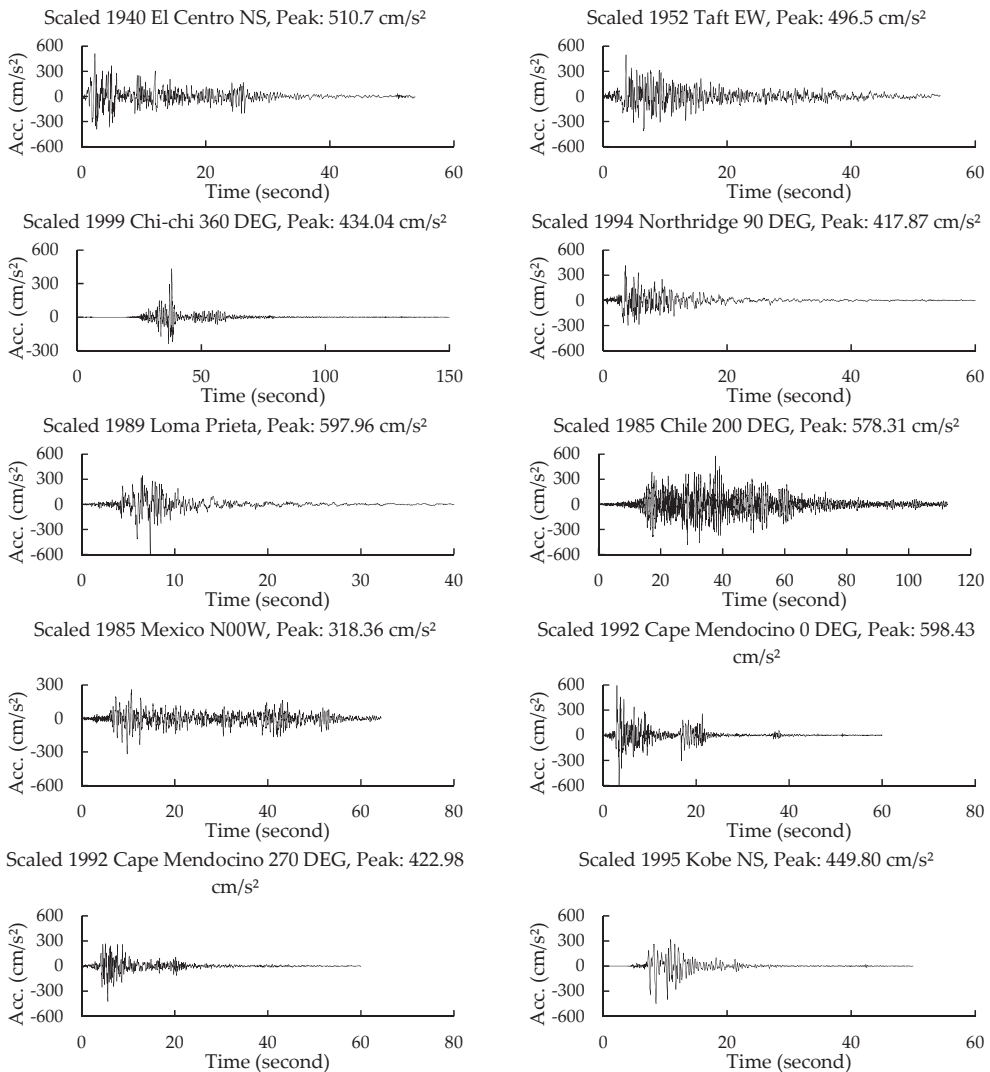 Scaled 1940 El Centro NS, Peak: 510.7 cm/s²
600
300
0
-300
-600
Acc. (cm/s²)
0 20 40 60
Time (second)
Scaled 1952 Taft EW, Peak: 496.5 cm/s²
600
300
0
-300
-600
Acc. (cm/s²)
0 20 40 60
Time (second)
Scaled 1999 Chi-chi 360 DEG, Peak: 434.04 cm/s²
600
300
0
-300
Acc. (cm/s²)
0 50 100 150
Time (second)
Scaled 1994 Northridge 90 DEG, Peak: 417.87 cm/s²
600
300
0
-300
-600
Acc. (cm/s²)
0 20 40 60
Time (second)
Scaled 1989 Loma Prieta, Peak: 597.96 cm/s²
600
300
0
-300
-600
Acc. (cm/s²)
0 10 20 30 40
Time (second)
Scaled 1985 Chile 200 DEG, Peak: 578.31 cm/s²
600
300
0
-300
-600
Acc. (cm/s²)
0 20 40 60 80 100 120
Time (second)
Scaled 1985 Mexico N00W, Peak: 318.36 cm/s²
300
0
-300
-600
Acc. (cm/s²)
0 20 40 60 80
Time (second)
Scaled 1992 Cape Mendocino 0 DEG, Peak: 598.43
cm/s²
600
300
0
-300
-600
Acc. (cm/s²)
0 20 40 60 80
Time (second)
Scaled 1992 Cape Mendocino 270 DEG, Peak: 422.98
cm/s²
600
300
0
-300
-600
Acc. (cm/s²)
0 20 40 60 80
Time (second)
Scaled 1995 Kobe NS, Peak: 449.80 cm/s²
600
300
0
-300
-600
Acc. (cm/s²)
0 20 40 60
Time (second)